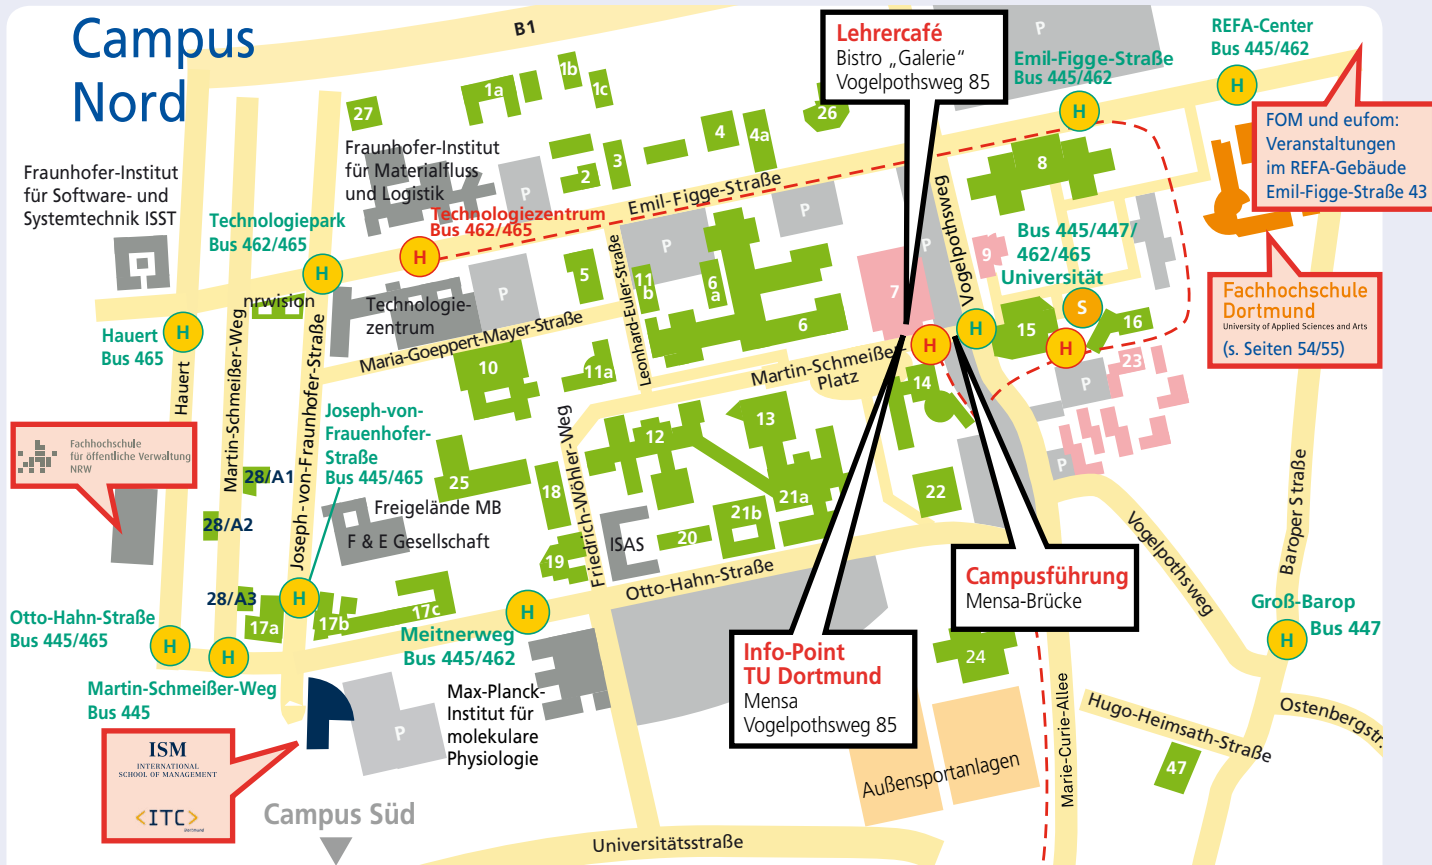 Campus
Nord
B1
Lehrercafé
Bistro „Galerie“
Vogelpothsweg 85
P
Emil-Figge-Straße
Bus 445/462
REFA-Center
Bus 445/462
H
H
FOM und eufom:
Veranstaltungen
im REFA-Gebäude
Emil-Figge-Straße 43
27
1a
1b
1c
26
4
4a
3
2
8
Fraunhofer-Institut
für Software- und
Systemtechnik ISST
Fraunhofer-Institut
für Materialfluss
und Logistik
P
Emil-Figge-Straße
P
P
P
Vogelpothsweg
Technologiepark
Bus 462/465
H
Technologiezentrum
Bus 462/465
H
9
Bus 445/447/
462/465
Universität
S
nrwision
Technologie-
zentrum
P
5
Leonhard-Euler-Straße
11
b
6
a
6
7
Vogelpothsweg
H
H
15
16
H
23
P
Fachhochschule
Dortmund
University of Applied Sciences and Arts
(s. Seiten 54/55)
Hauert
Bus 465
H
Hauert
Martin-Schmeißer-Weg
Joseph-von-Fraunhofer-Straße
Maria-Goeppert-Mayer-Straße
10
11a
Martin-Schmeißer-
Platz
14
Joseph-von-
Frauenhofer-
Straße
Bus 445/465
Fachhochschule
für öffentliche Verwaltung
NRW
28/A1
28/A2
28/A3
25
18
Friedrich-Wöhler-Weg
12
13
21a
21b
20
22
P
Freigelände MB
F & E Gesellschaft
ISAS
19
Otto-Hahn-Straße
Vogelpothsweg
Baroper Straße
Otto-Hahn-Straße
Bus 445/465
H
H
H
17a
17b
17c
Meitnerweg
Bus 445/462
H
Martin-Schmeißer-Weg
Bus 445
Campusführung
Mensa-Brücke
Groß-Barop
Bus 447
H
Info-Point
TU Dortmund
Mensa
Vogelpothsweg 85
24
P
Max-Planck-
Institut für
molekulare
Physiologie
Marie-Curie-Allee
Hugo-Heimsath-Straße
Ostenbergstr.
47
Außensportanlagen
ISM
INTERNATIONAL
SCHOOL OF MANAGEMENT
<ITC>
Dortmund
Campus Süd
Universitätsstraße